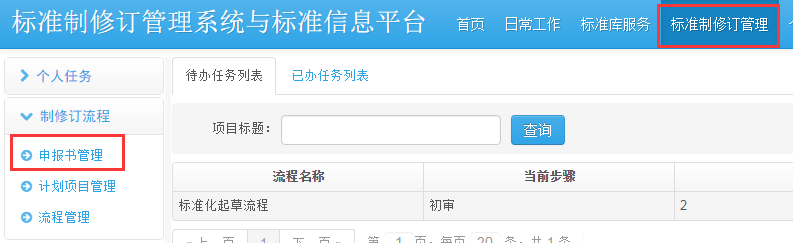 标准制修订管理系统与标准信息平台 首页 日常工作 标准库服务 标准制修订管理
个人任务
制修订流程
申报书管理
计划项目管理
流程管理
待办任务列表 已办任务列表
项目标题： 查询
流程名称 当前步骤
标准化起草流程 初审 2
« 上一页 1 下一页 » 第 1 页，每页 20 条，共 1 条